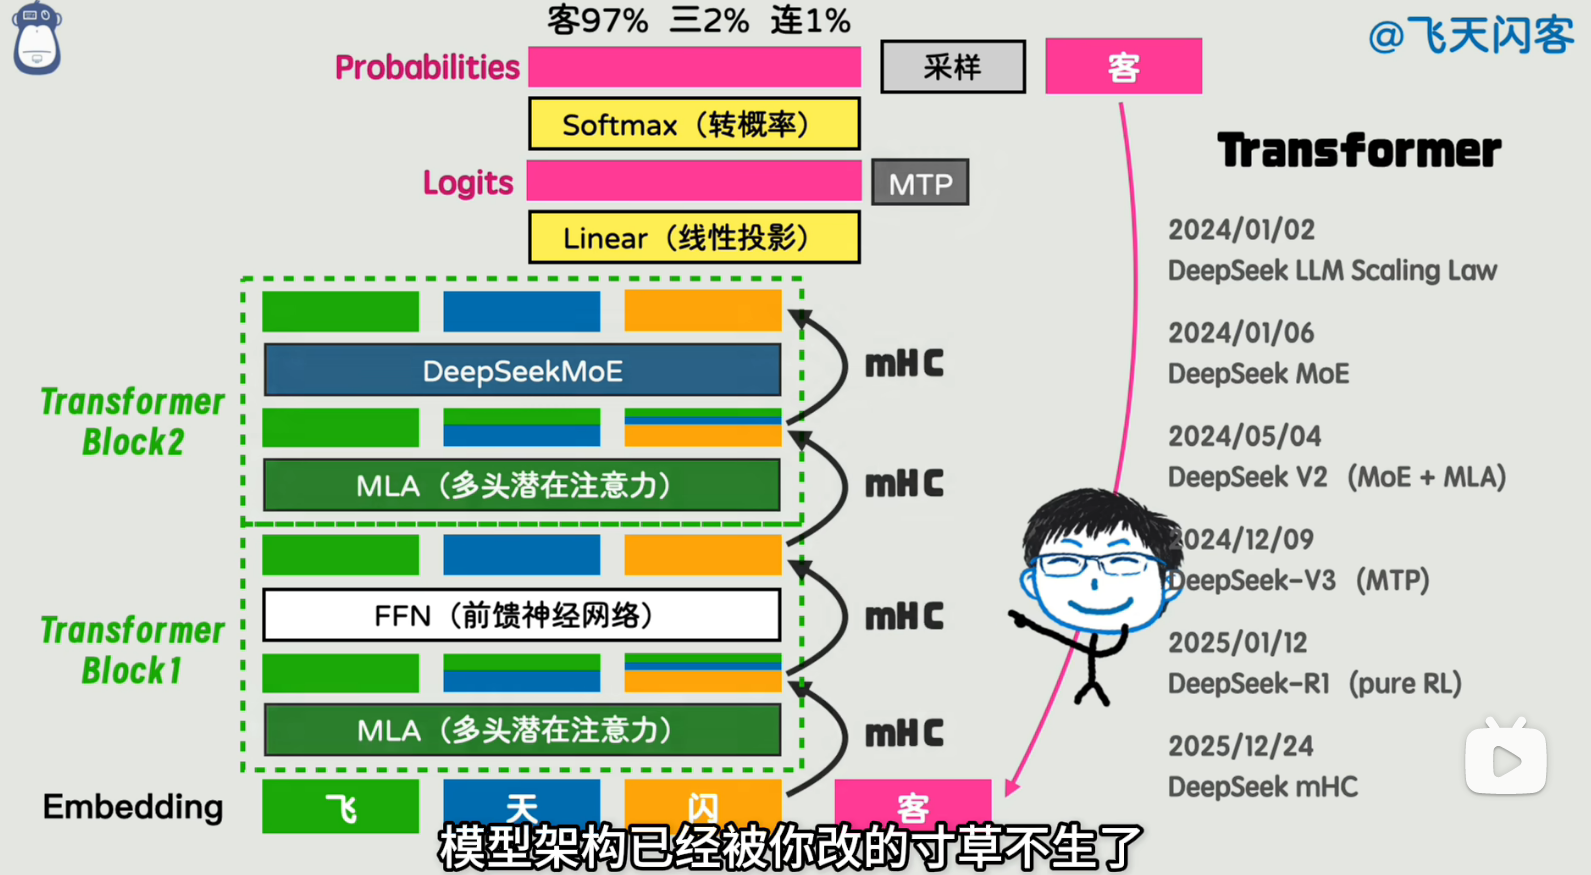 客97% 三2% 连1%
@飞天闪客
Probabilities
采样
客
Softmax（转概率）
Transformer
Logits
MTP
Linear（线性投影）
2024/01/02
DeepSeek LLM Scaling Law
2024/01/06
DeepSeek MoE
2024/05/04
DeepSeek V2 （MoE + MLA）
2024/12/09
DeepSeek-V3 （MTP）
2025/01/12
DeepSeek-R1 （pure RL）
2025/12/24
DeepSeek mHC
Transformer
Block2
DeepSeekMoE
mHC
MLA（多头潜在注意力）
mHC
Transformer
Block1
FFN（前馈神经网络）
mHC
MLA（多头潜在注意力）
mHC
Embedding
飞
天
闪
客
模型架构已经被你改的寸草不生了